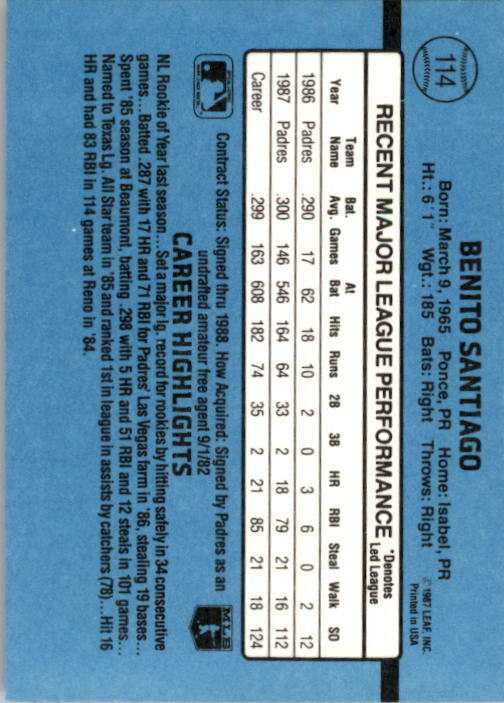 114
BENITO SANTIAGO
Born: March 9, 1965 Ponce, PR Home: Isabel, PR
Ht.: 6'1" Wgt.: 185 Bats: Right Throws: Right
© 1987 LEAF, INC.
Printed in USA
RECENT MAJOR LEAGUE PERFORMANCE *Denotes Led League
Year Team Name Bat. Avg. Games At Bat Hits Runs 2B 3B HR RBI Steal Walk SO
1986 Padres .290 17 62 18 10 2 0 3 6 0 2 12
1987 Padres .300 146 546 164 64 33 2 18 79 21 16 112
Career .299 163 608 182 74 35 2 21 85 21 18 124
Contract Status: Signed thru 1988. How Acquired: Signed by Padres as an
undrafted amateur free agent 9/1/82
MLB
CAREER HIGHLIGHTS
NL Rookie of Year last season... Set a major lg. record for rookies by hitting safely in 34 consecutive
games... Batted .287 with 17 HR and 71 RBI for Padres' Las Vegas farm in '86, stealing 19 bases...
Spent '85 season at Beaumont, batting .298 with 5 HR and 51 RBI and 12 steals in 101 games...
Named to Texas Lg. All Star team in '85 and ranked 1st in league in assists by catchers (78)... Hit 16
HR and had 83 RBI in 114 games at Reno in '84.